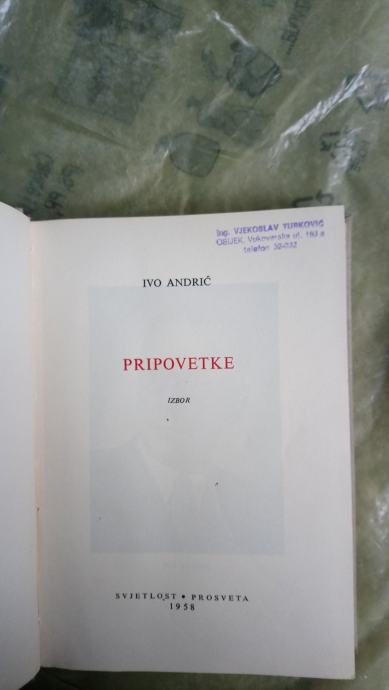 Ing. VJEKOSLAV TURKOVIĆ
OSIJEK, Vukovarska ul. 193 a
telefon 32-032
IVO ANDRIĆ
PRIPOVETKE
IZBOR
SVJETLOST • PROSVETA
1958